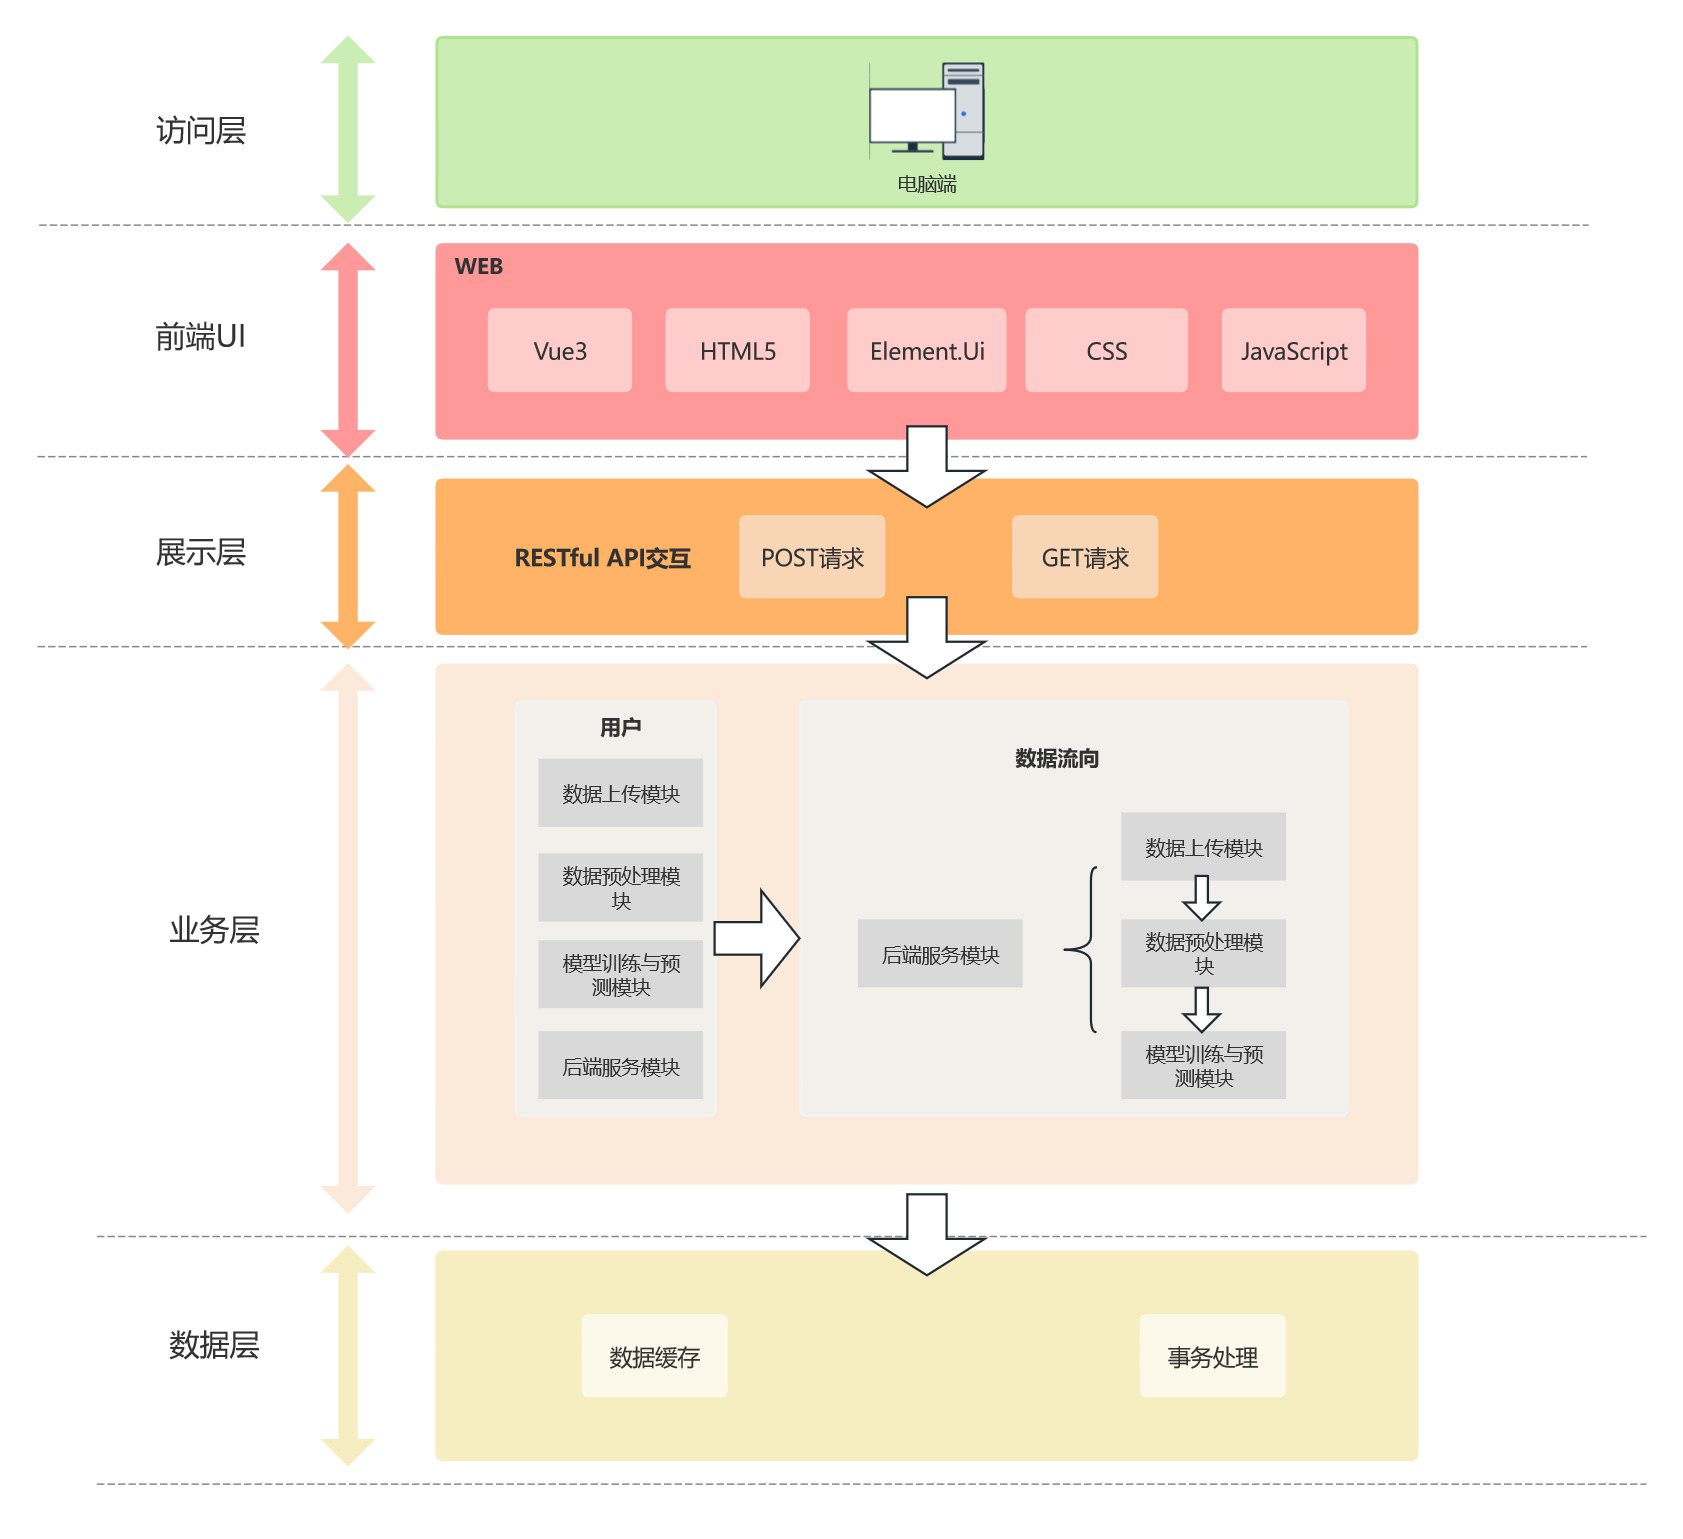 访问层
电脑端
前端UI
WEB
Vue3
HTML5
Element.Ui
CSS
JavaScript
展示层
RESTful API交互
POST请求
GET请求
业务层
用户
数据上传模块
数据预处理模
块
模型训练与预
测模块
后端服务模块
数据流向
后端服务模块
数据上传模块
数据预处理模
块
模型训练与预
测模块
数据层
数据缓存
事务处理